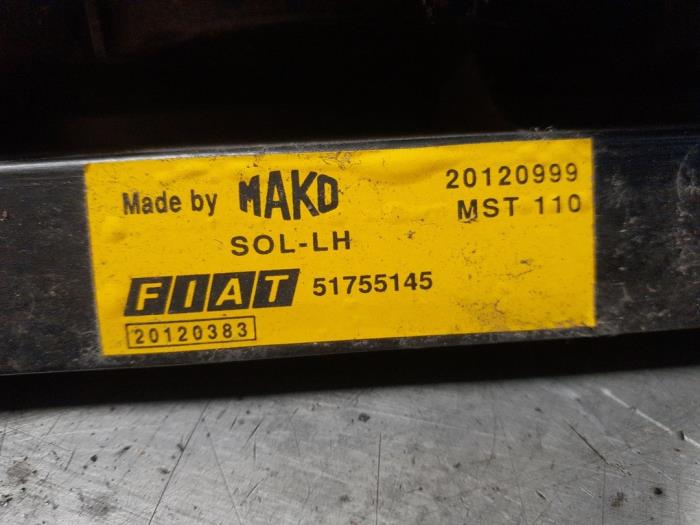 Made by MAKO 20120999
MST 110
SOL-LH
FIAT 51755145
20120383